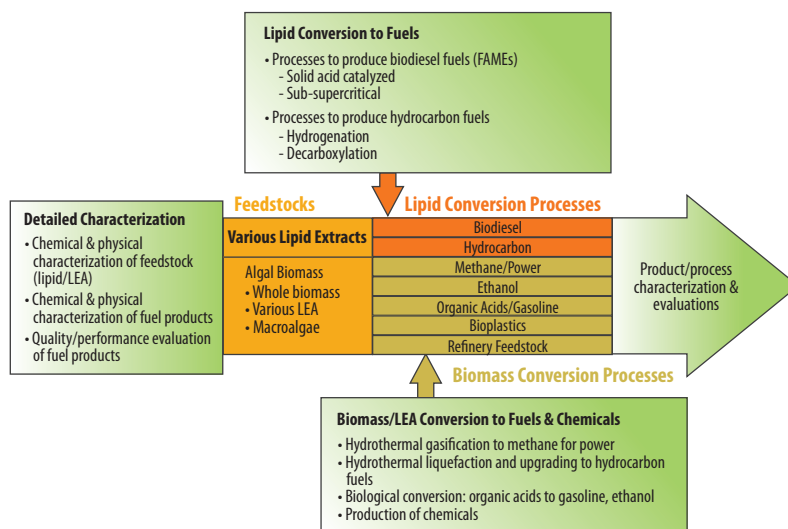 Lipid Conversion to Fuels
• Processes to produce biodiesel fuels (FAMEs)
- Solid acid catalyzed
- Sub-supercritical
• Processes to produce hydrocarbon fuels
- Hydrogenation
- Decarboxylation
Detailed Characterization
• Chemical & physical
characterization of feedstock
(lipid/LEA)
• Chemical & physical
characterization of fuel products
• Quality/performance evaluation
of fuel products
Feedstocks
Various Lipid Extracts
Algal Biomass
• Whole biomass
• Various LEA
• Macroalgae
Lipid Conversion Processes
Biodiesel
Hydrocarbon
Methane/Power
Ethanol
Organic Acids/Gasoline
Bioplastics
Refinery Feedstock
Biomass Conversion Processes
Product/process
characterization &
evaluations
Biomass/LEA Conversion to Fuels & Chemicals
• Hydrothermal gasification to methane for power
• Hydrothermal liquefaction and upgrading to hydrocarbon
fuels
• Biological conversion: organic acids to gasoline, ethanol
• Production of chemicals